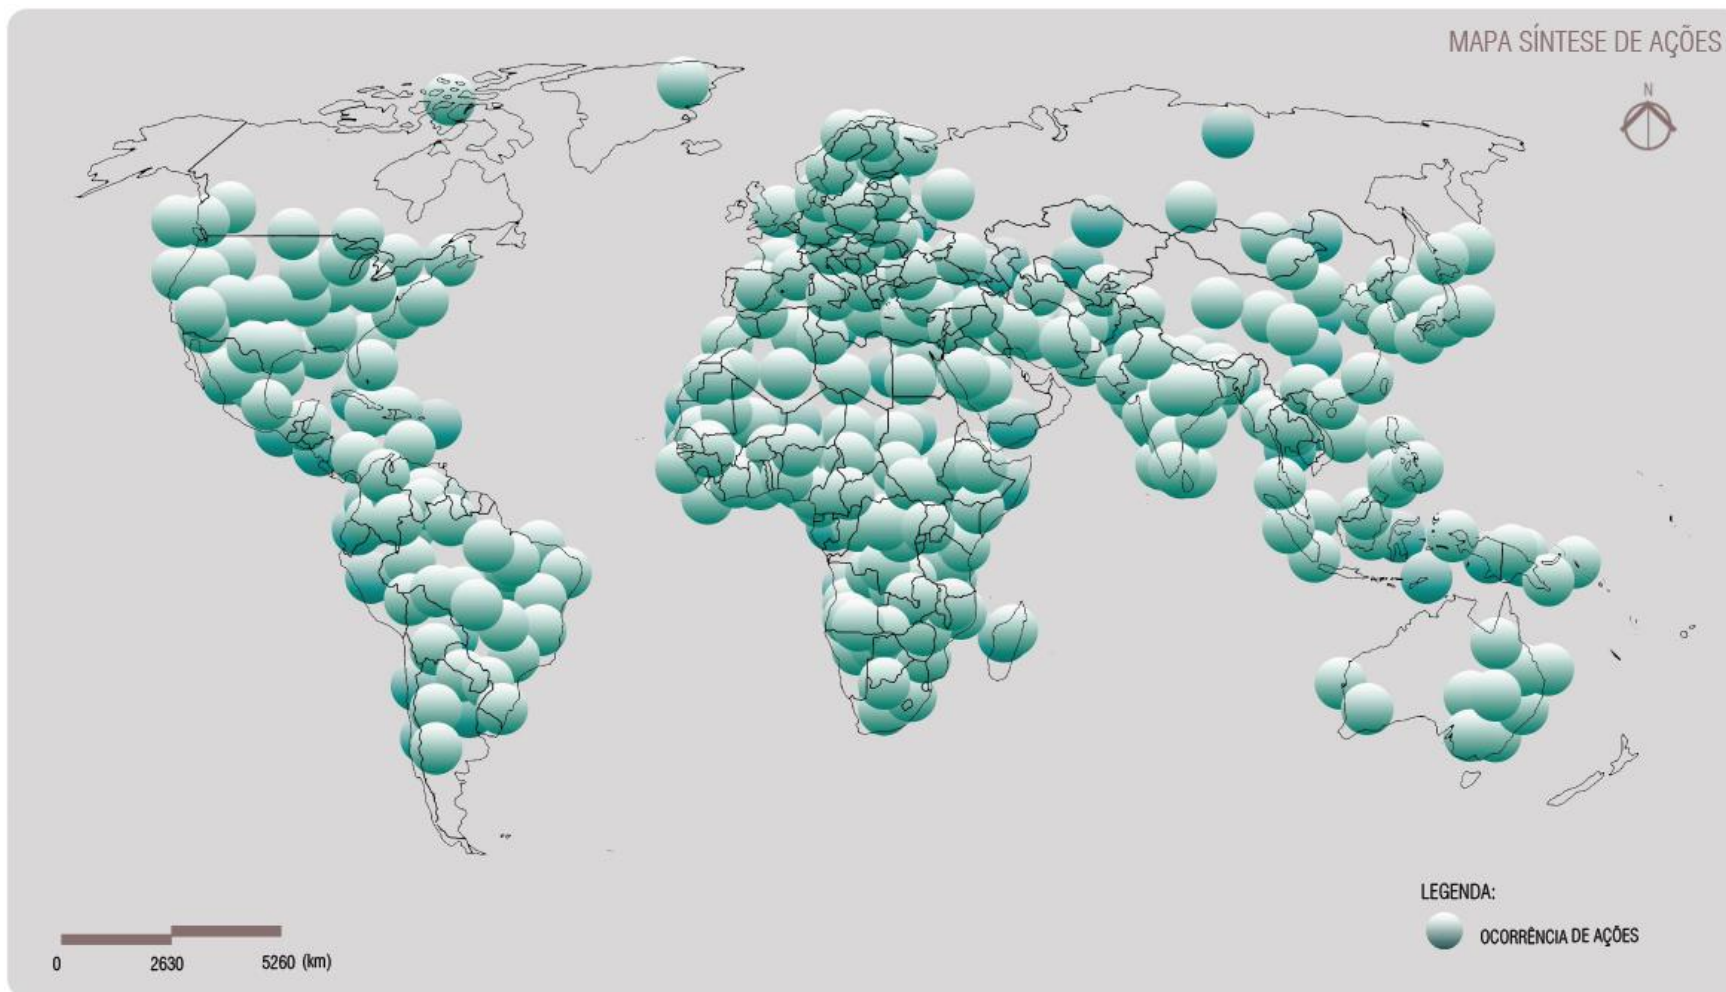 MAPA SÍNTESE DE AÇÕES
N
LEGENDA:
OCORRÊNCIA DE AÇÕES
0 2630 5260 (km)